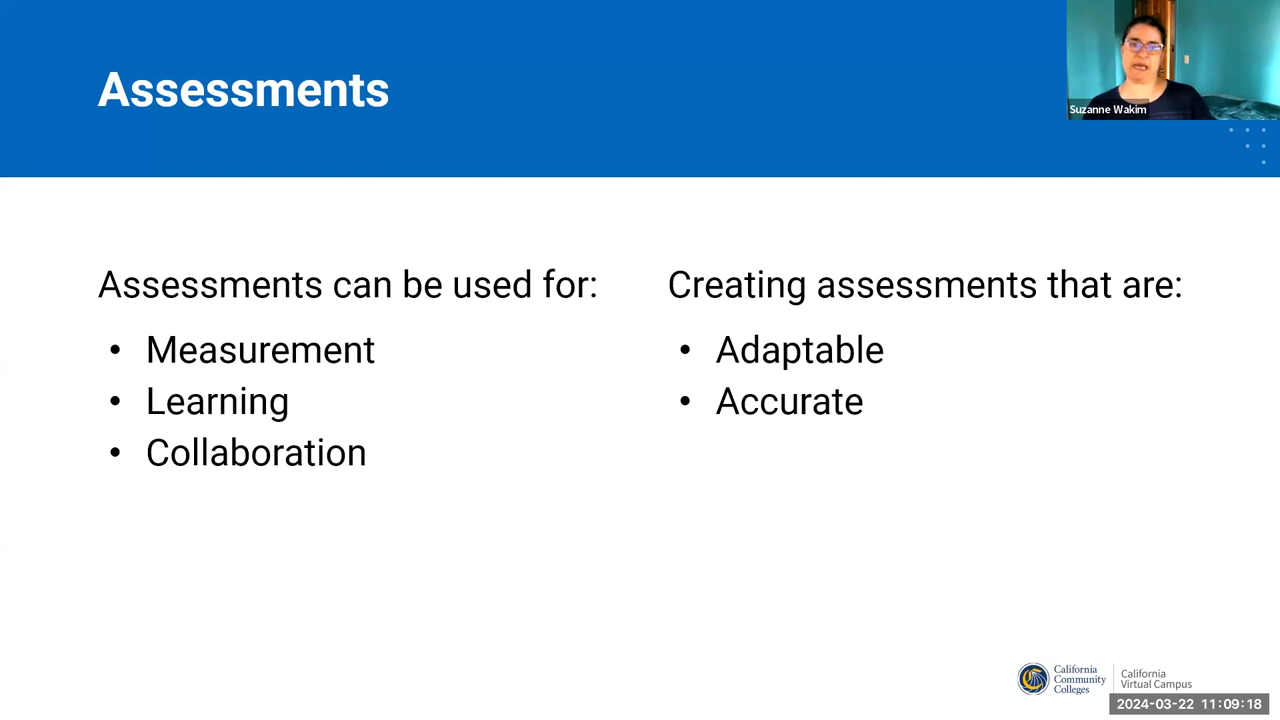 Assessments
Suzanne Wakim
Assessments can be used for:
• Measurement
• Learning
• Collaboration
Creating assessments that are:
• Adaptable
• Accurate
California
Community
Colleges
California
Virtual Campus
2024-03-22 11:09:18